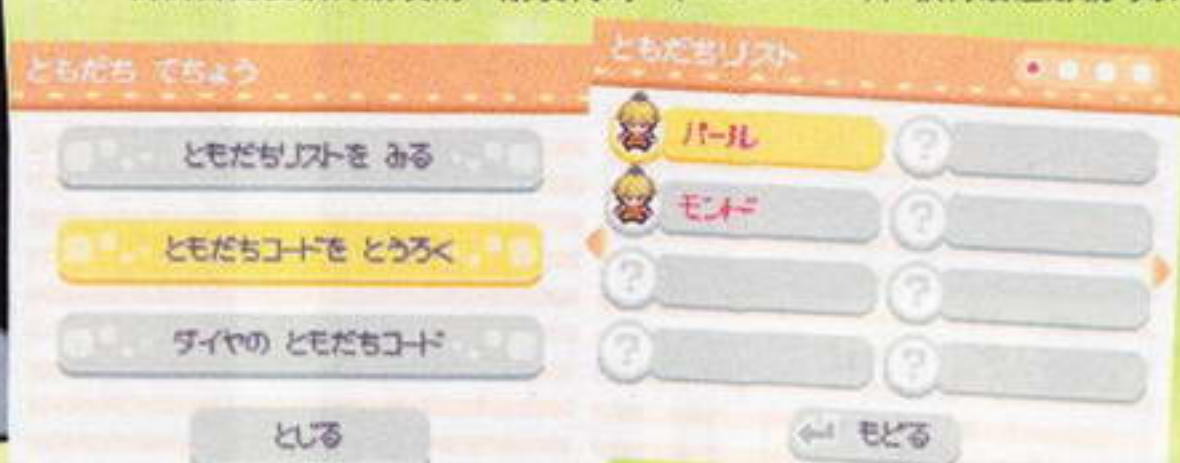 ともだち てちょう
ともだちリストを みる
ともだちコードを とうろく
ダイヤの ともだちコード
とじる
ともだちリスト
パール
?
モンド
?
?
?
?
?
もどる